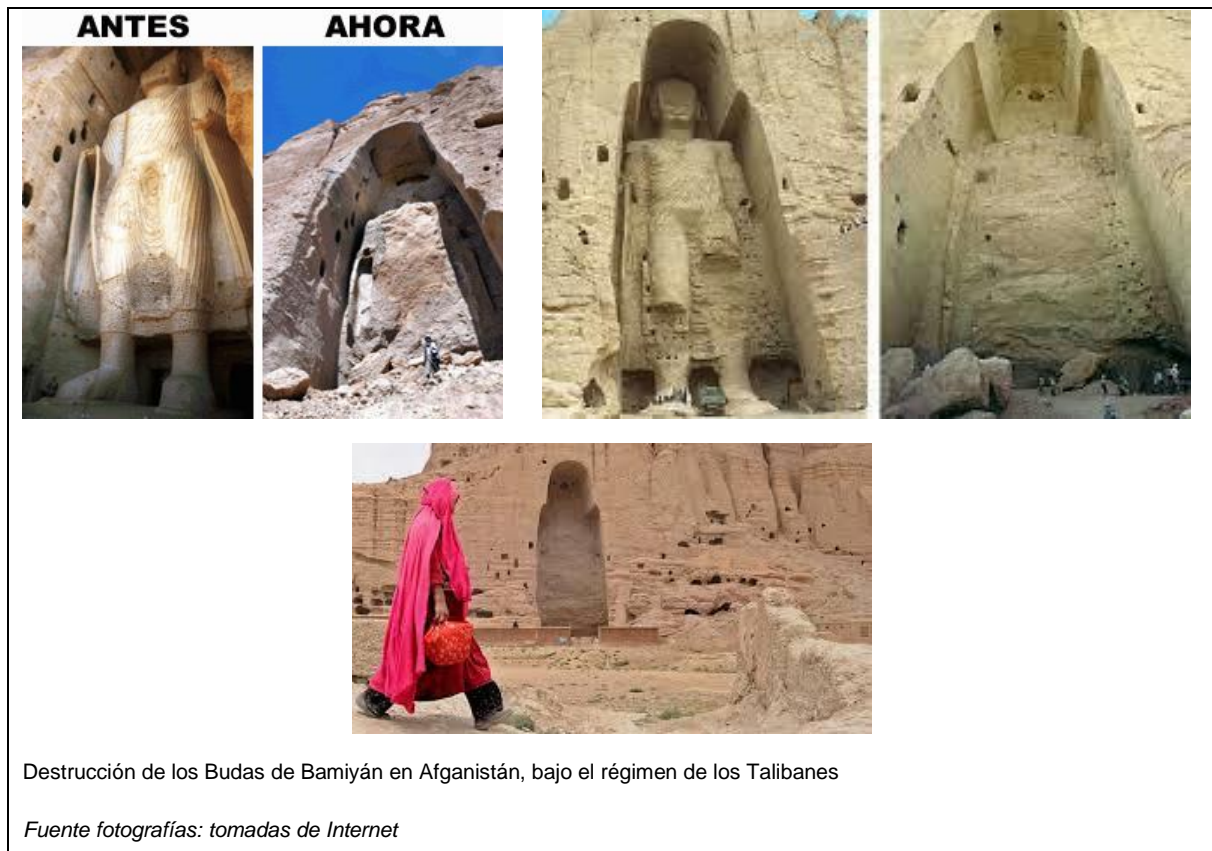 ANTES AHORA
Destrucción de los Budas de Bamiyán en Afganistán, bajo el régimen de los Talibanes
Fuente fotografías: tomadas de Internet